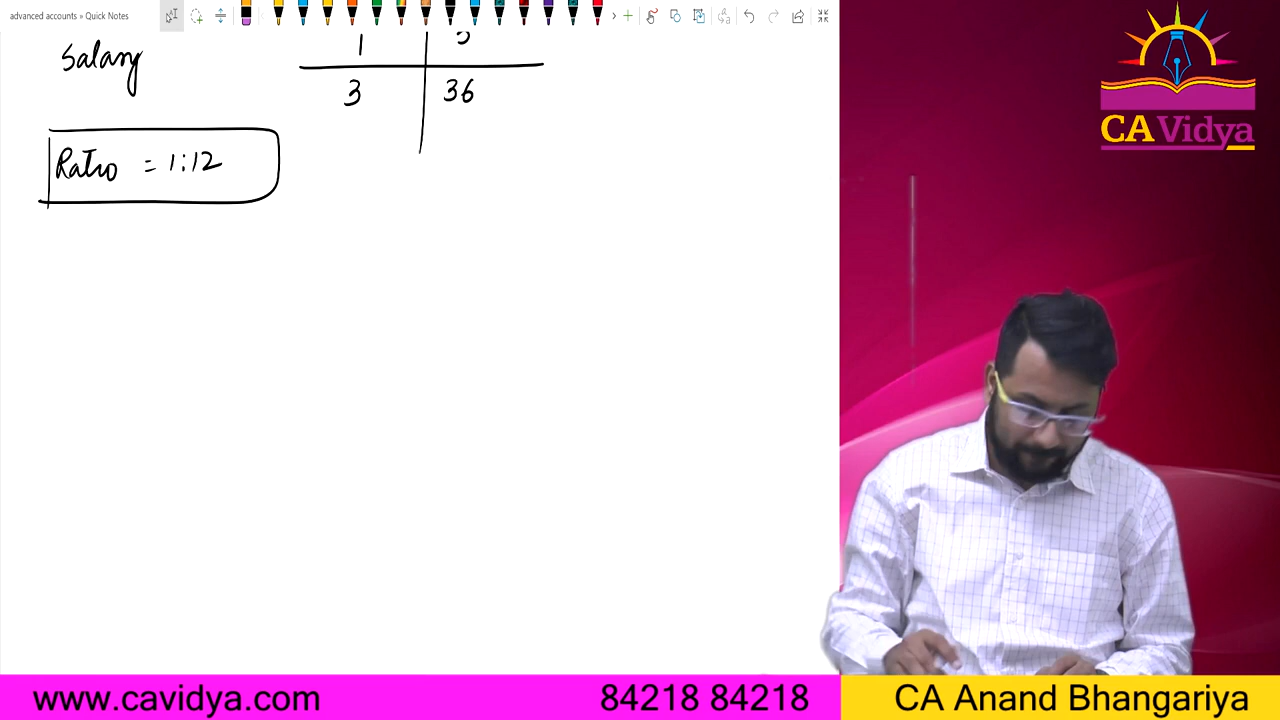 advanced accounts » Quick Notes
Salary
1
3 36
Ratio = 1:12
CA Vidya
www.cavidya.com
84218 84218
CA Anand Bhangariya